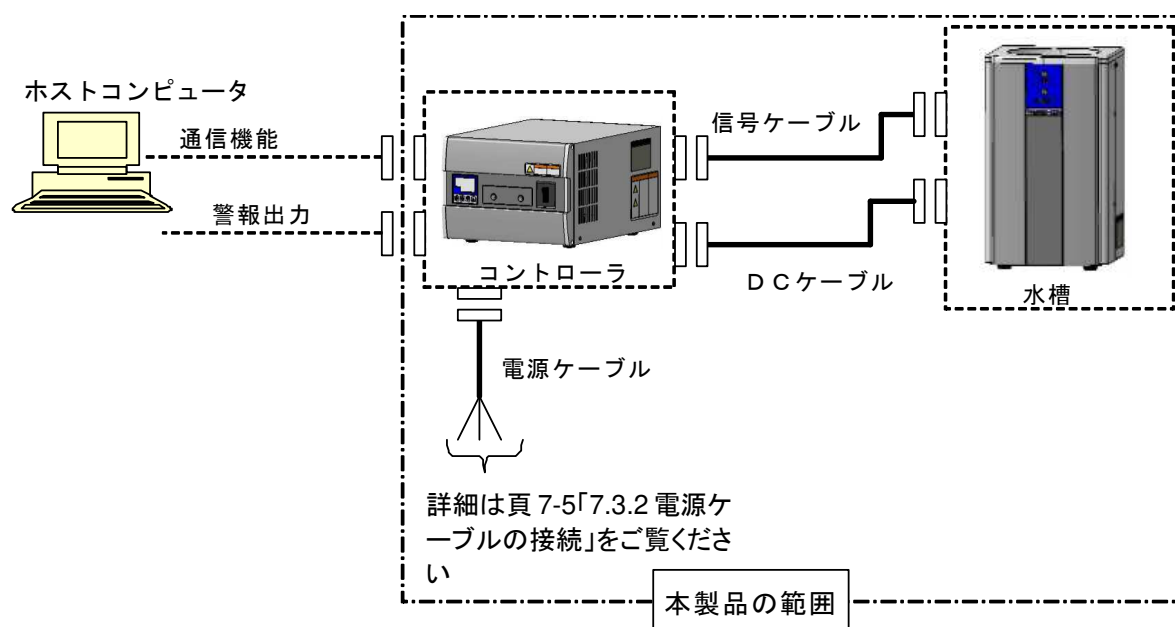 ホストコンピュータ
通信機能
警報出力
コントローラ
信号ケーブル
DCケーブル
水槽
電源ケーブル
詳細は頁 7-5「7.3.2 電源ケ
ーブルの接続」をご覧くださ
い
本製品の範囲